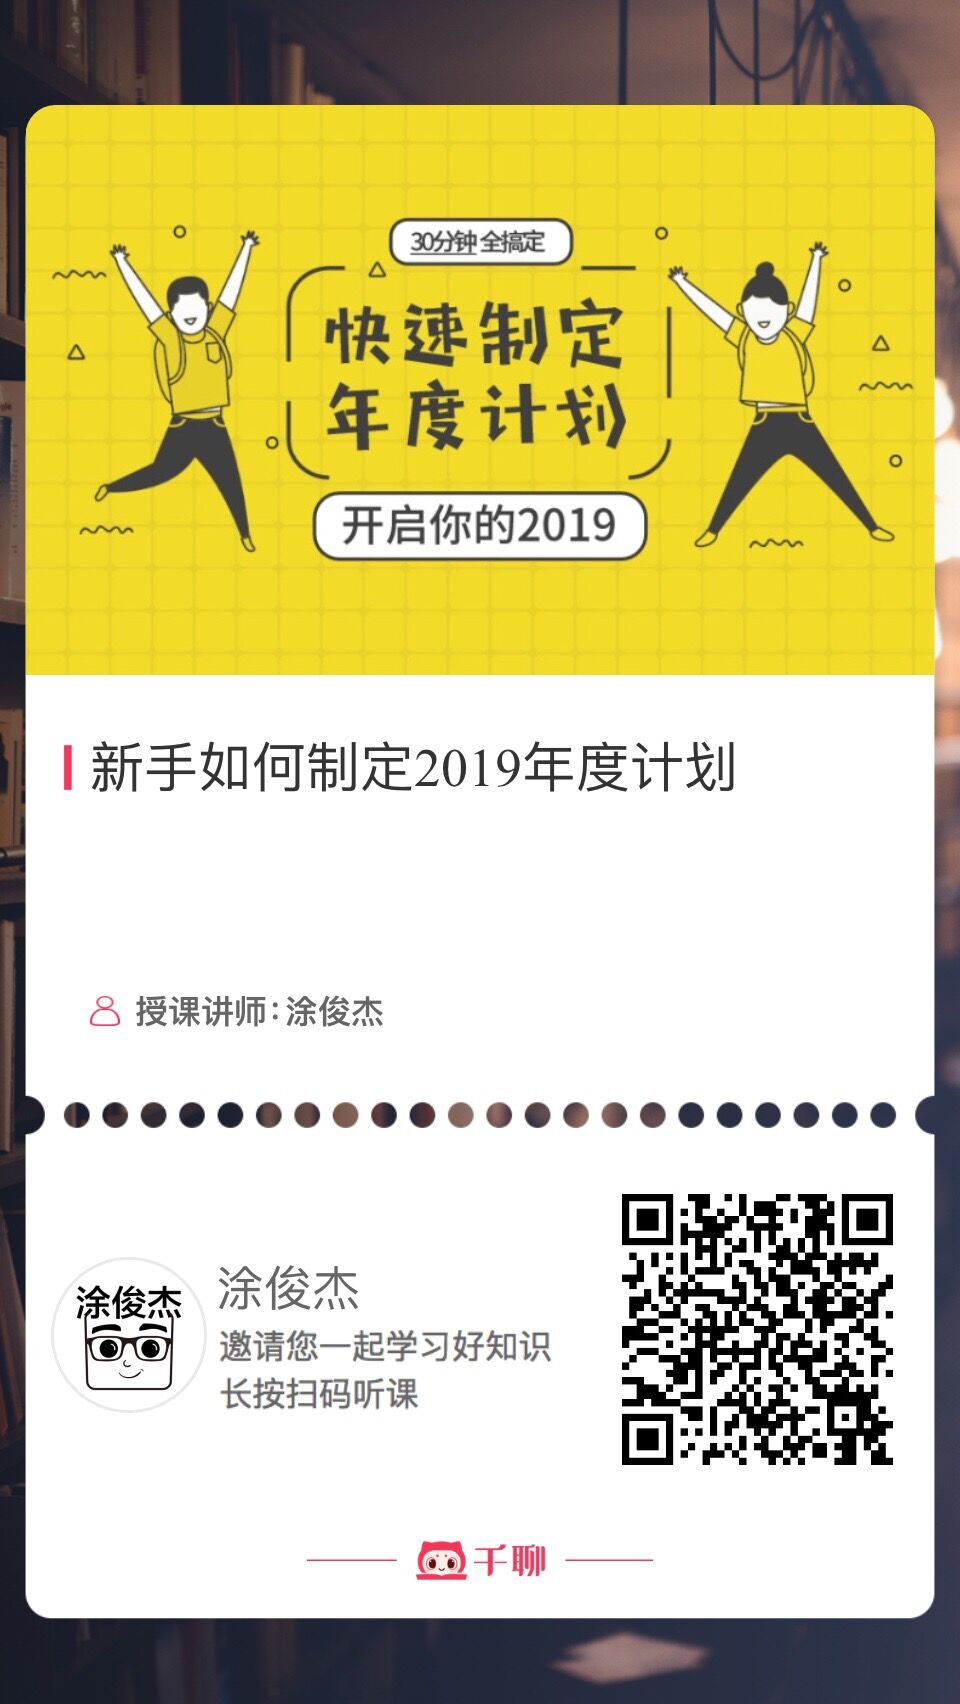 30分钟 全搞定
快速制定
年度计划
开启你的2019
新手如何制定2019年度计划
授课讲师：涂俊杰
涂俊杰
涂俊杰
邀请您一起学习好知识
长按扫码听课
千聊